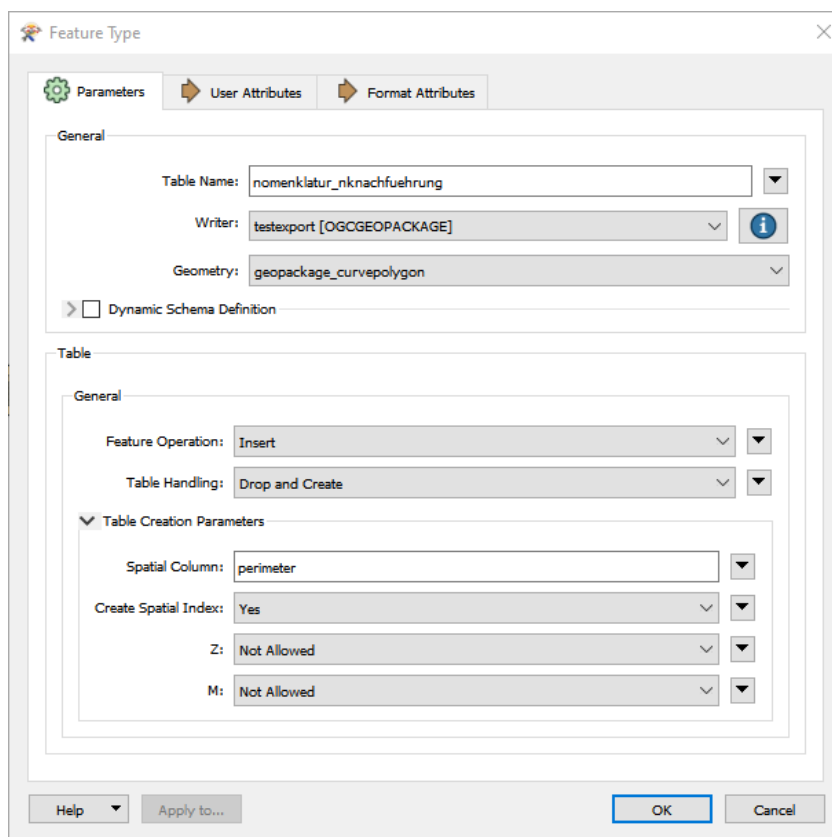 Feature Type
Parameters User Attributes Format Attributes
General
Table Name: nomenklatur_nknachfuehrung
Writer: testexport [OGCGEOPACKAGE]
Geometry: geopackage_curvepolygon
Dynamic Schema Definition
Table
General
Feature Operation: Insert
Table Handling: Drop and Create
Table Creation Parameters
Spatial Column: perimeter
Create Spatial Index: Yes
Z: Not Allowed
M: Not Allowed
Help Apply to... OK Cancel